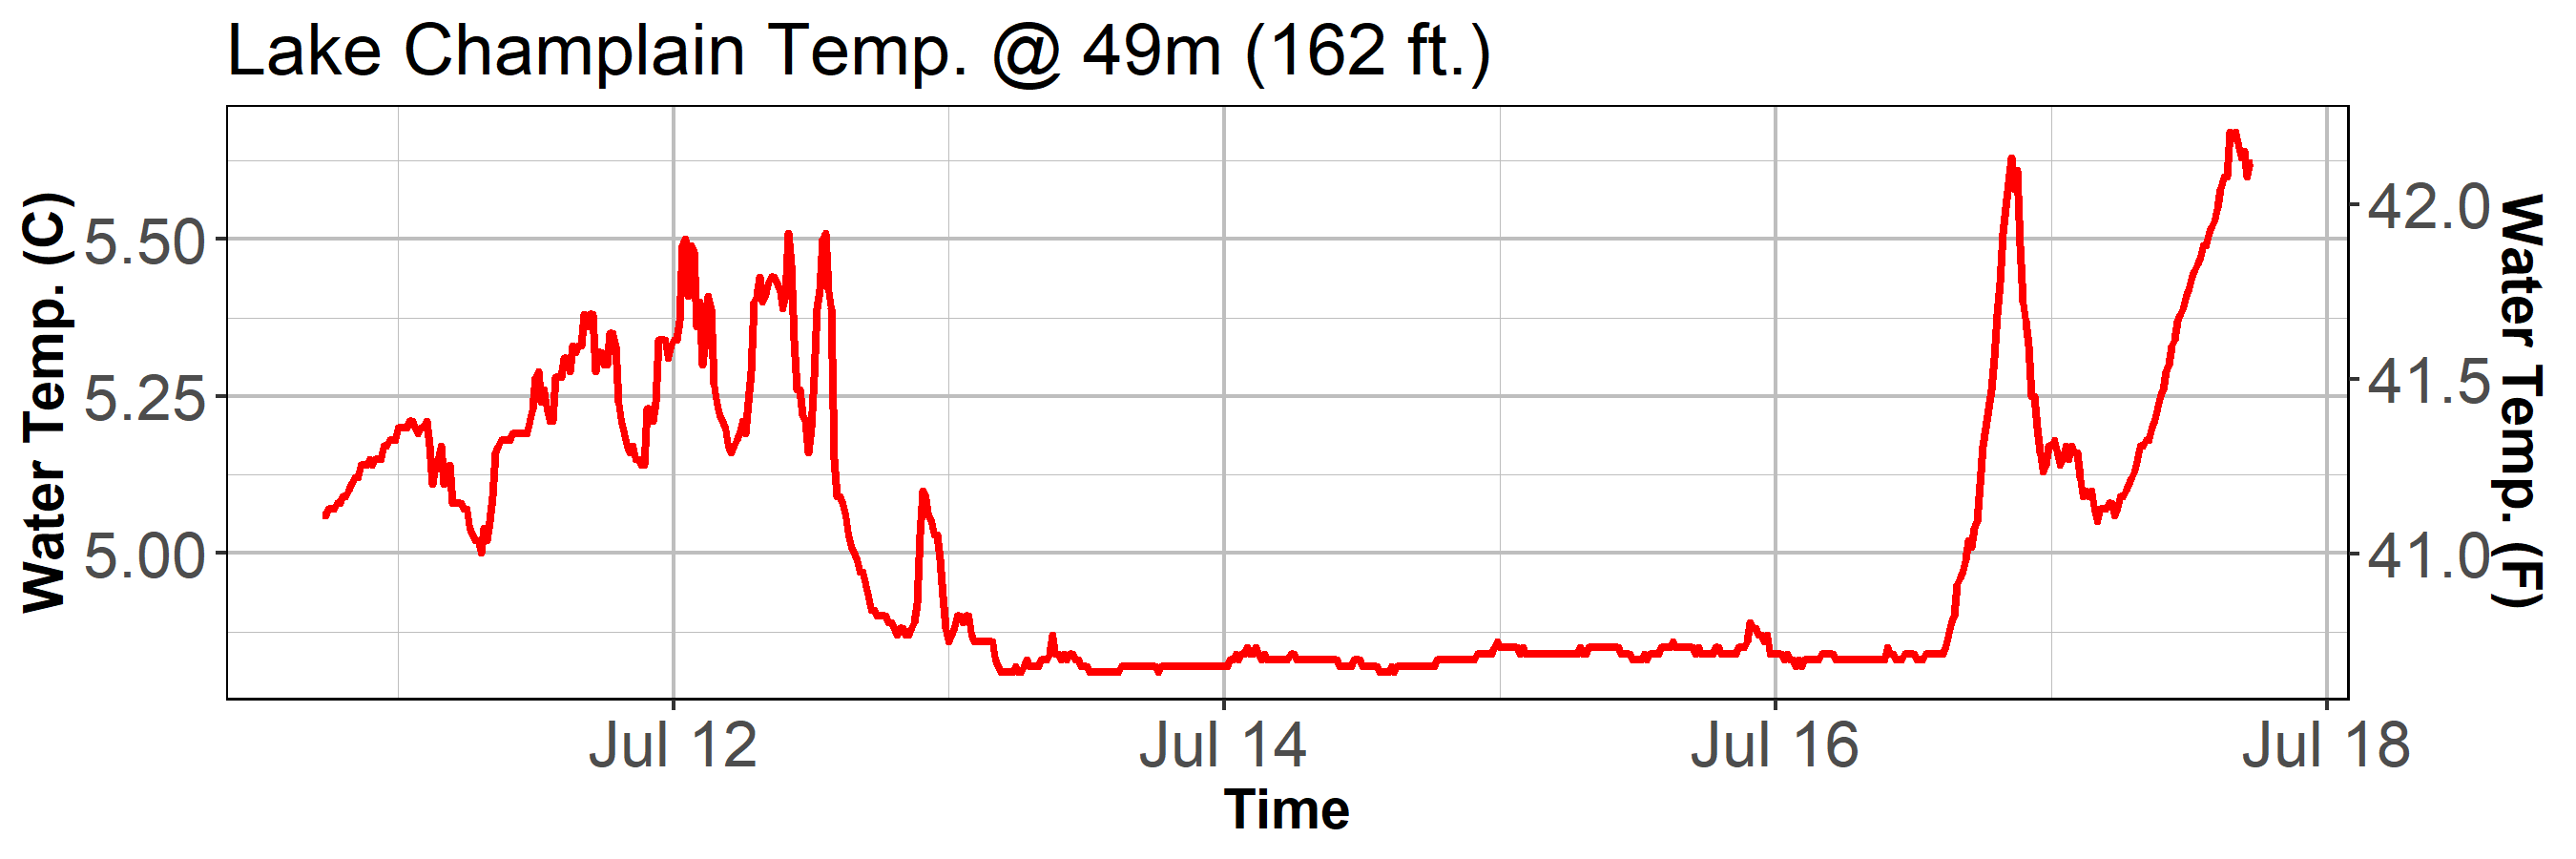 Lake Champlain Temp. @ 49m (162 ft.)
Water Temp. (C)
5.50
5.25
5.00
42.0
41.5
41.0
Water Temp. (F)
Jul 12 Jul 14 Jul 16 Jul 18
Time